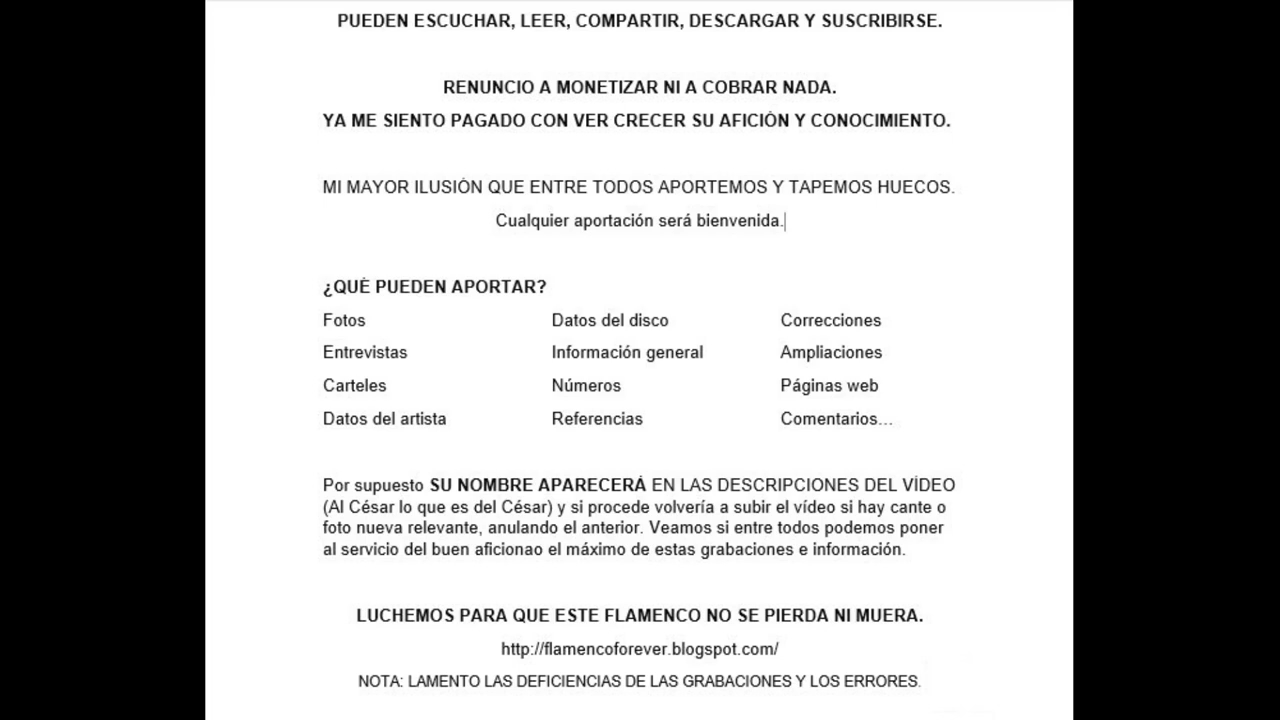 PUEDEN ESCUCHAR, LEER, COMPARTIR, DESCARGAR Y SUSCRIBIRSE.
RENUNCIO A MONETIZAR NI A COBRAR NADA.
YA ME SIENTO PAGADO CON VER CRECER SU AFICIÓN Y CONOCIMIENTO.
MI MAYOR ILUSIÓN QUE ENTRE TODOS APORTEMOS Y TAPEMOS HUECOS.
Cualquier aportación será bienvenida.
¿QUÉ PUEDEN APORTAR?
Fotos Datos del disco Correcciones
Entrevistas Información general Ampliaciones
Carteles Números Páginas web
Datos del artista Referencias Comentarios...
Por supuesto SU NOMBRE APARECERÁ EN LAS DESCRIPCIONES DEL VÍDEO
(Al César lo que es del César) y si procede volvería a subir el vídeo si hay cante o
foto nueva relevante, anulando el anterior. Veamos si entre todos podemos poner
al servicio del buen aficionao el máximo de estas grabaciones e información.
LUCHEMOS PARA QUE ESTE FLAMENCO NO SE PIERDA NI MUERA.
http://flamencoforever.blogspot.com/
NOTA: LAMENTO LAS DEFICIENCIAS DE LAS GRABACIONES Y LOS ERRORES.